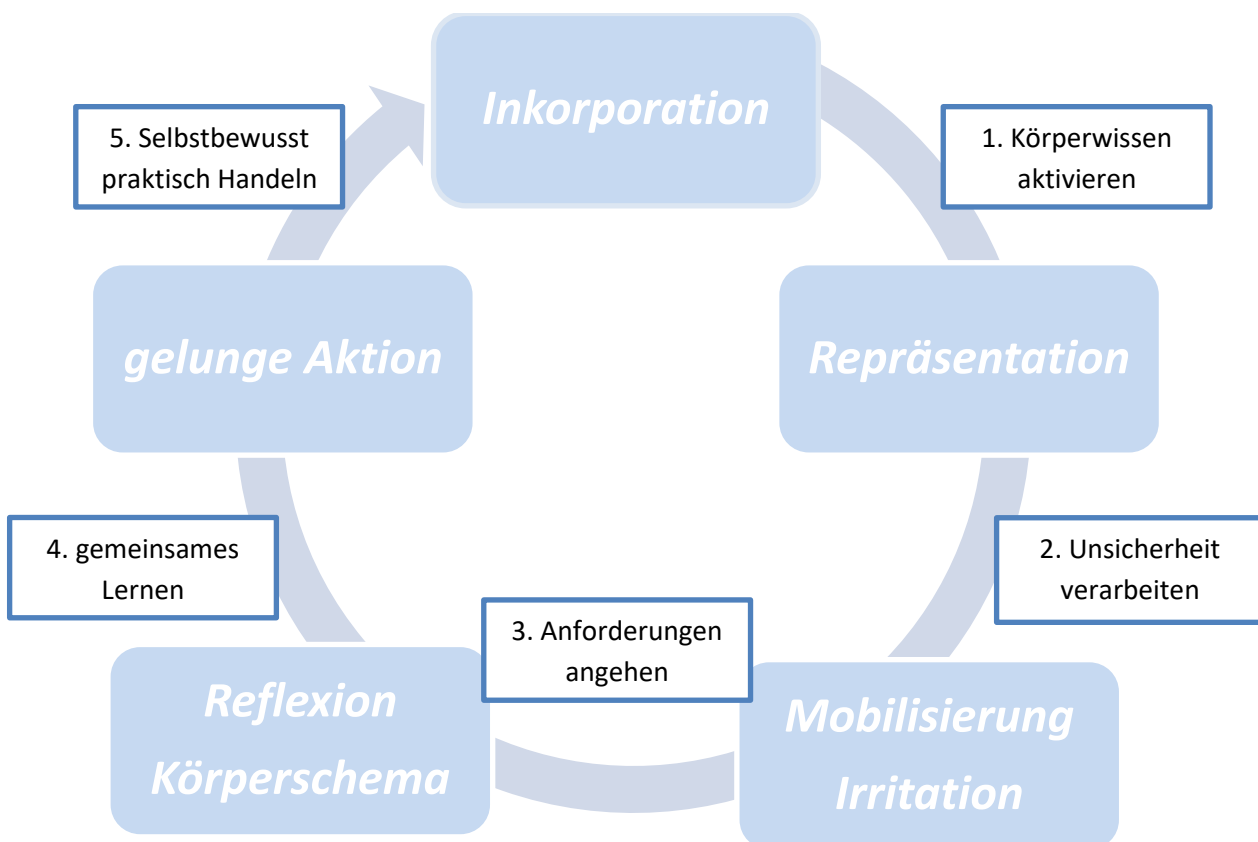 Inkorporation
1. Körperwissen
aktivieren
Repräsentation
2. Unsicherheit
verarbeiten
Mobilisierung
Irritation
3. Anforderungen
angehen
Reflexion
Körperschema
4. gemeinsames
Lernen
gelunge Aktion
5. Selbstbewusst
praktisch Handeln